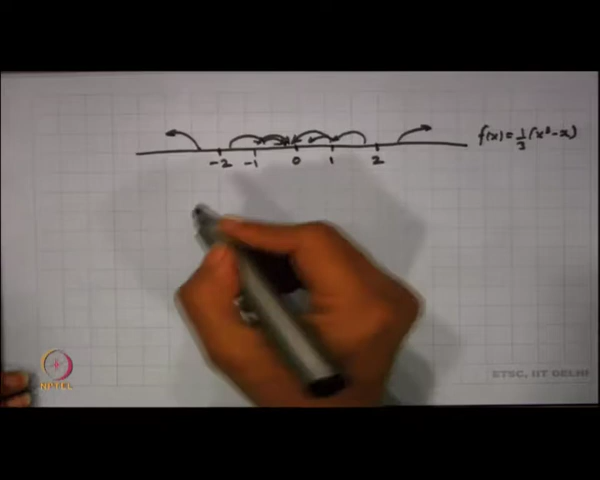 f(x) = 1/3 (x³ - x)
-2 -1 0 1 2
NPTEL
ETSC, IIT DELHI